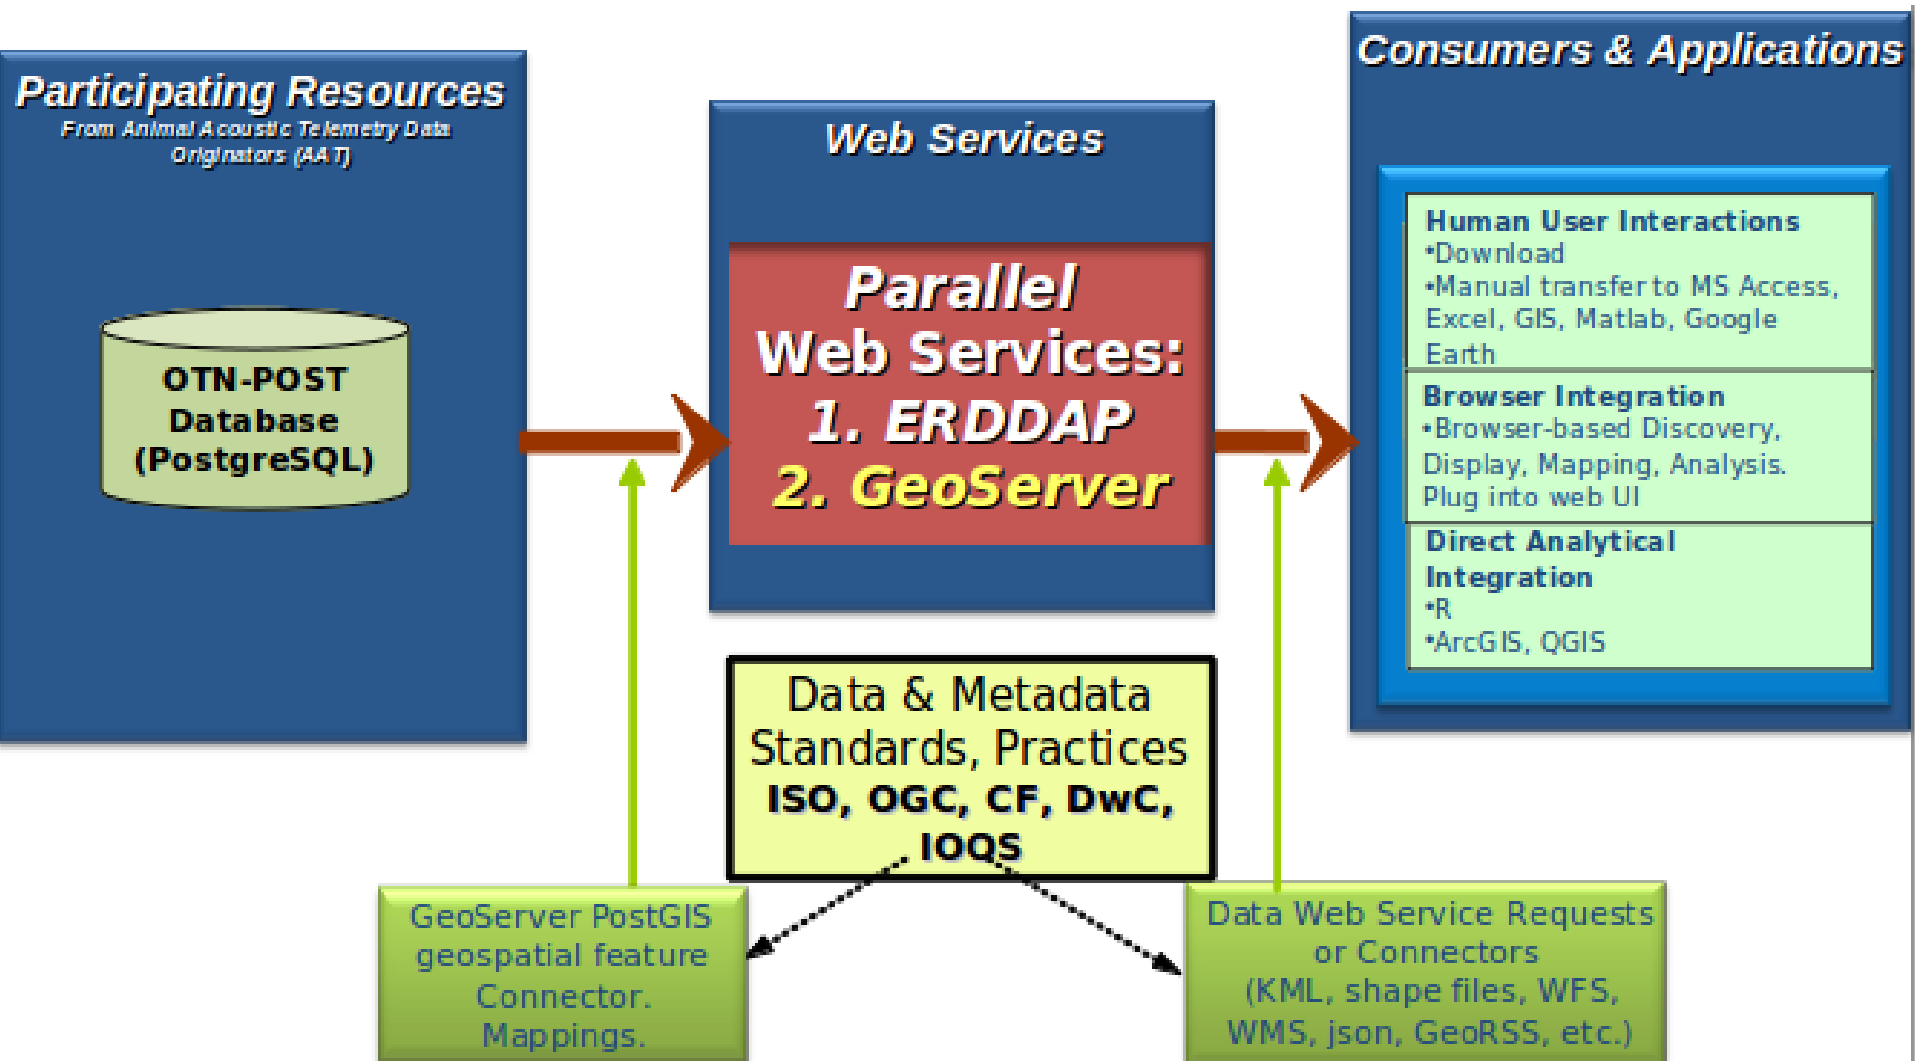 Participating Resources
From Animal Acoustic Telemetry Data
Originators (AAT)
OTN-POST
Database
(PostgreSQL)
Web Services
Parallel
Web Services:
1. ERDDAP
2. GeoServer
Consumers & Applications
Human User Interactions
•Download
•Manual transfer to MS Access,
Excel, GIS, Matlab, Google
Earth
Browser Integration
•Browser-based Discovery,
Display, Mapping, Analysis.
Plug into web UI
Direct Analytical
Integration
•R
•ArcGIS, QGIS
Data & Metadata
Standards, Practices
ISO, OGC, CF, DwC,
IOQS
GeoServer PostGIS
geospatial feature
Connector.
Mappings.
Data Web Service Requests
or Connectors
(KML, shape files, WFS,
WMS, json, GeoRSS, etc.)